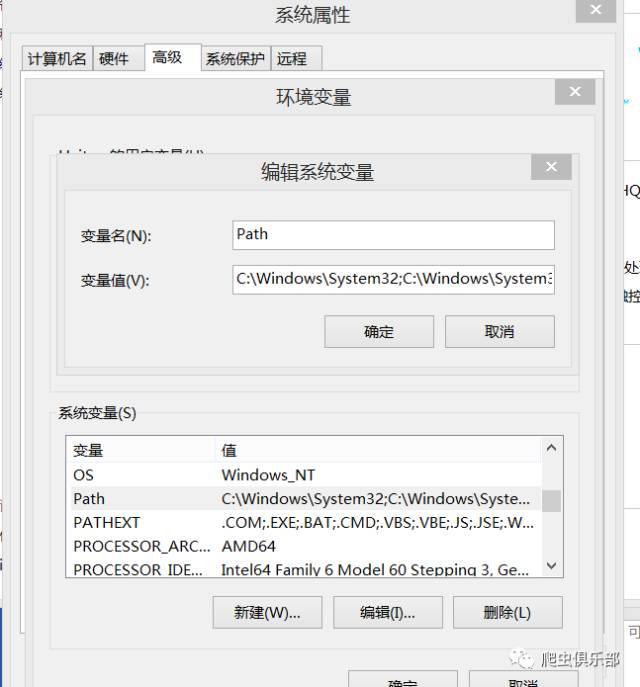 系统属性
计算机名 硬件 高级 系统保护 远程
环境变量
编辑系统变量
变量名(N): Path
变量值(V): C:\Windows\System32;C:\Windows\System3
确定 取消
系统变量(S)
变量 值
OS Windows_NT
Path C:\Windows\System32;C:\Windows\Syste...
PATHEXT .COM;.EXE;.BAT;.CMD;.VBS;.VBE;.JS;.JSE;.W...
PROCESSOR_ARC... AMD64
PROCESSOR_IDE... Intel64 Family 6 Model 60 Stepping 3, Ge...
新建(W)... 编辑(I)... 删除(L)
确定 取消
HQ
处
触控
可
爬虫俱乐部